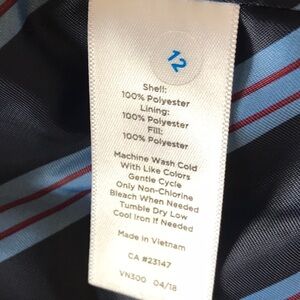 12
Shell:
100% Polyester
Lining:
100% Polyester
Fill:
100% Polyester
Machine Wash Cold
With Like Colors
Gentle Cycle
Only Non-Chlorine
Bleach When Needed
Tumble Dry Low
Cool Iron If Needed
Made in Vietnam
CA #23147
VN300 04/18